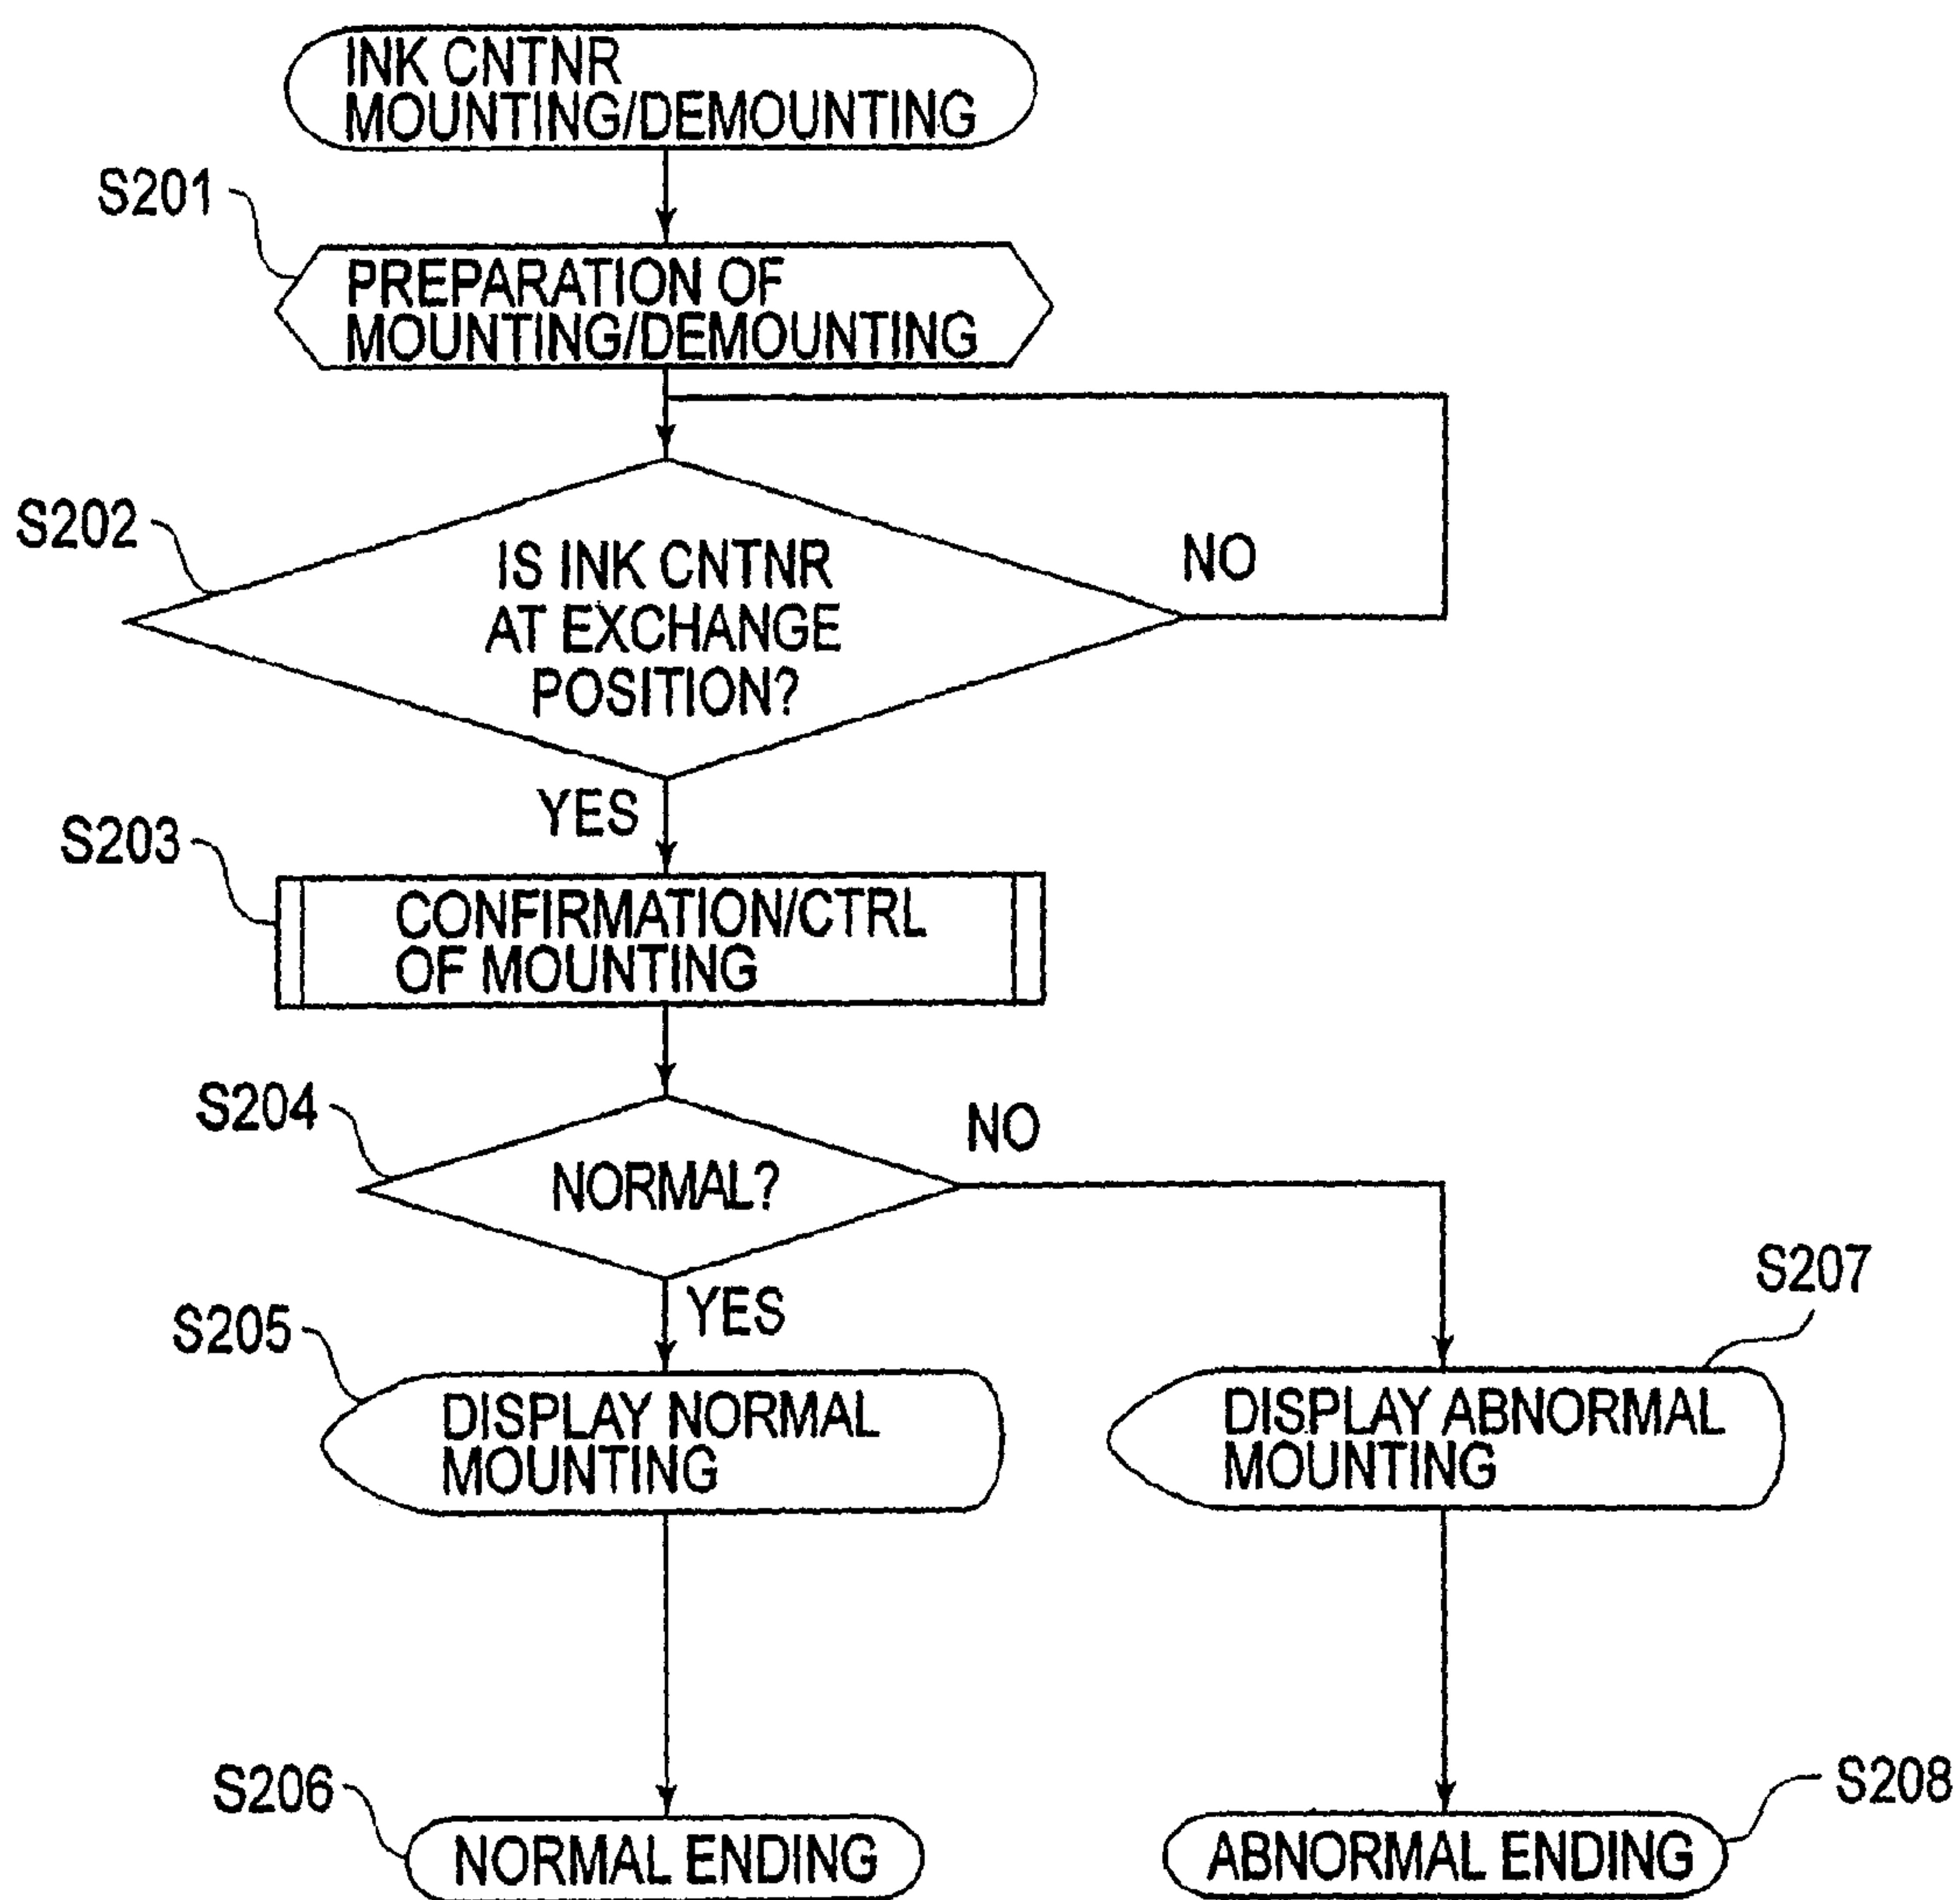 INK CNTNR
MOUNTING/DEMOUNTING
S201
PREPARATION OF
MOUNTING/DEMOUNTING
S202
IS INK CNTNR
AT EXCHANGE
POSITION?
NO
YES
S203
CONFIRMATION/CTRL
OF MOUNTING
S204
NORMAL?
NO
YES
S205
DISPLAY NORMAL
MOUNTING
S207
DISPLAY ABNORMAL
MOUNTING
S206
NORMAL ENDING
S208
ABNORMAL ENDING